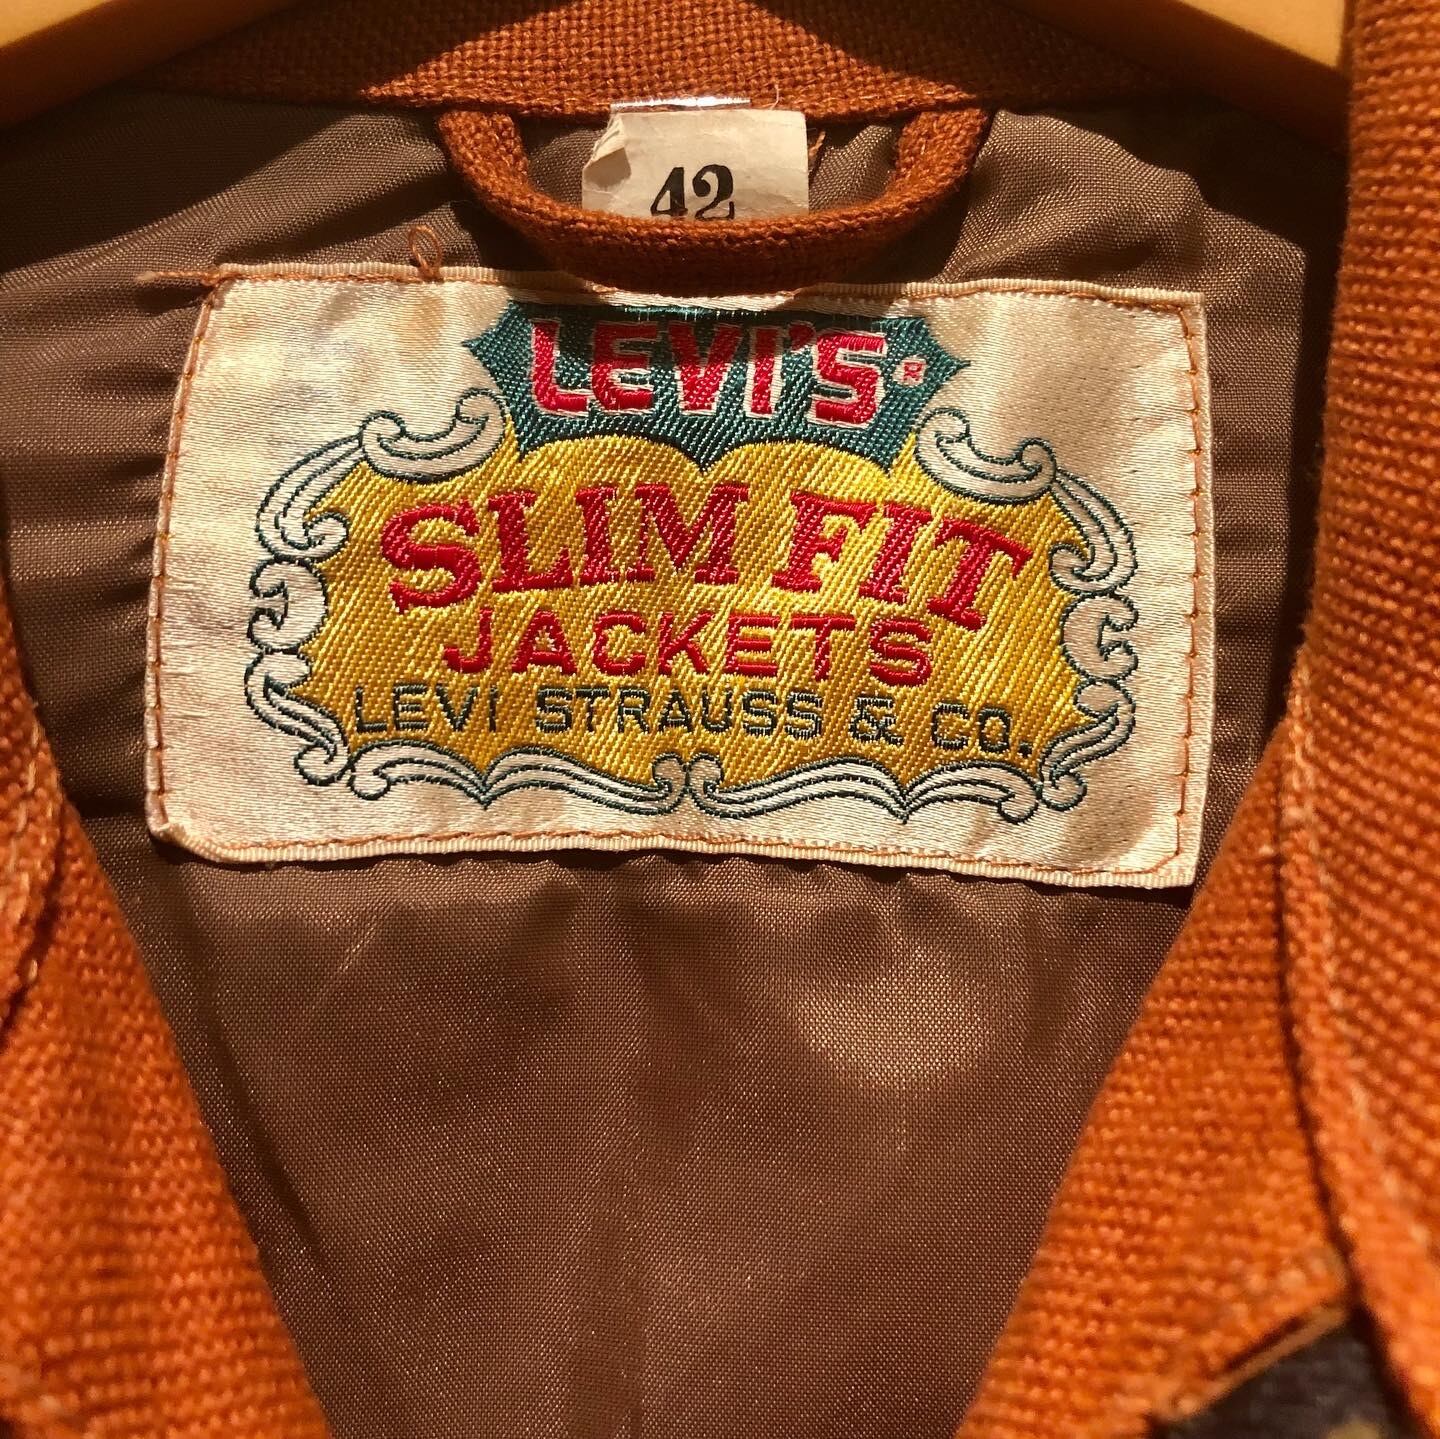 42
LEVI'S®
SLIM FIT
JACKETS
LEVI STRAUSS & CO.